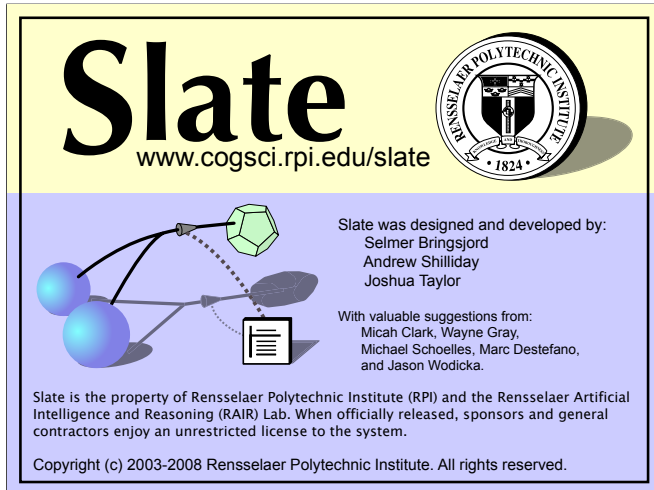 Slate
www.cogsci.rpi.edu/slate
RENSSELAER POLYTECHNIC INSTITUTE
KNOWLEDGE AND THOROUGHNESS
• 1824 •
Slate was designed and developed by:
Selmer Bringsjord
Andrew Shilliday
Joshua Taylor
With valuable suggestions from:
Micah Clark, Wayne Gray,
Michael Schoelles, Marc Destefano,
and Jason Wodicka.
Slate is the property of Rensselaer Polytechnic Institute (RPI) and the Rensselaer Artificial
Intelligence and Reasoning (RAIR) Lab. When officially released, sponsors and general
contractors enjoy an unrestricted license to the system.
Copyright (c) 2003-2008 Rensselaer Polytechnic Institute. All rights reserved.